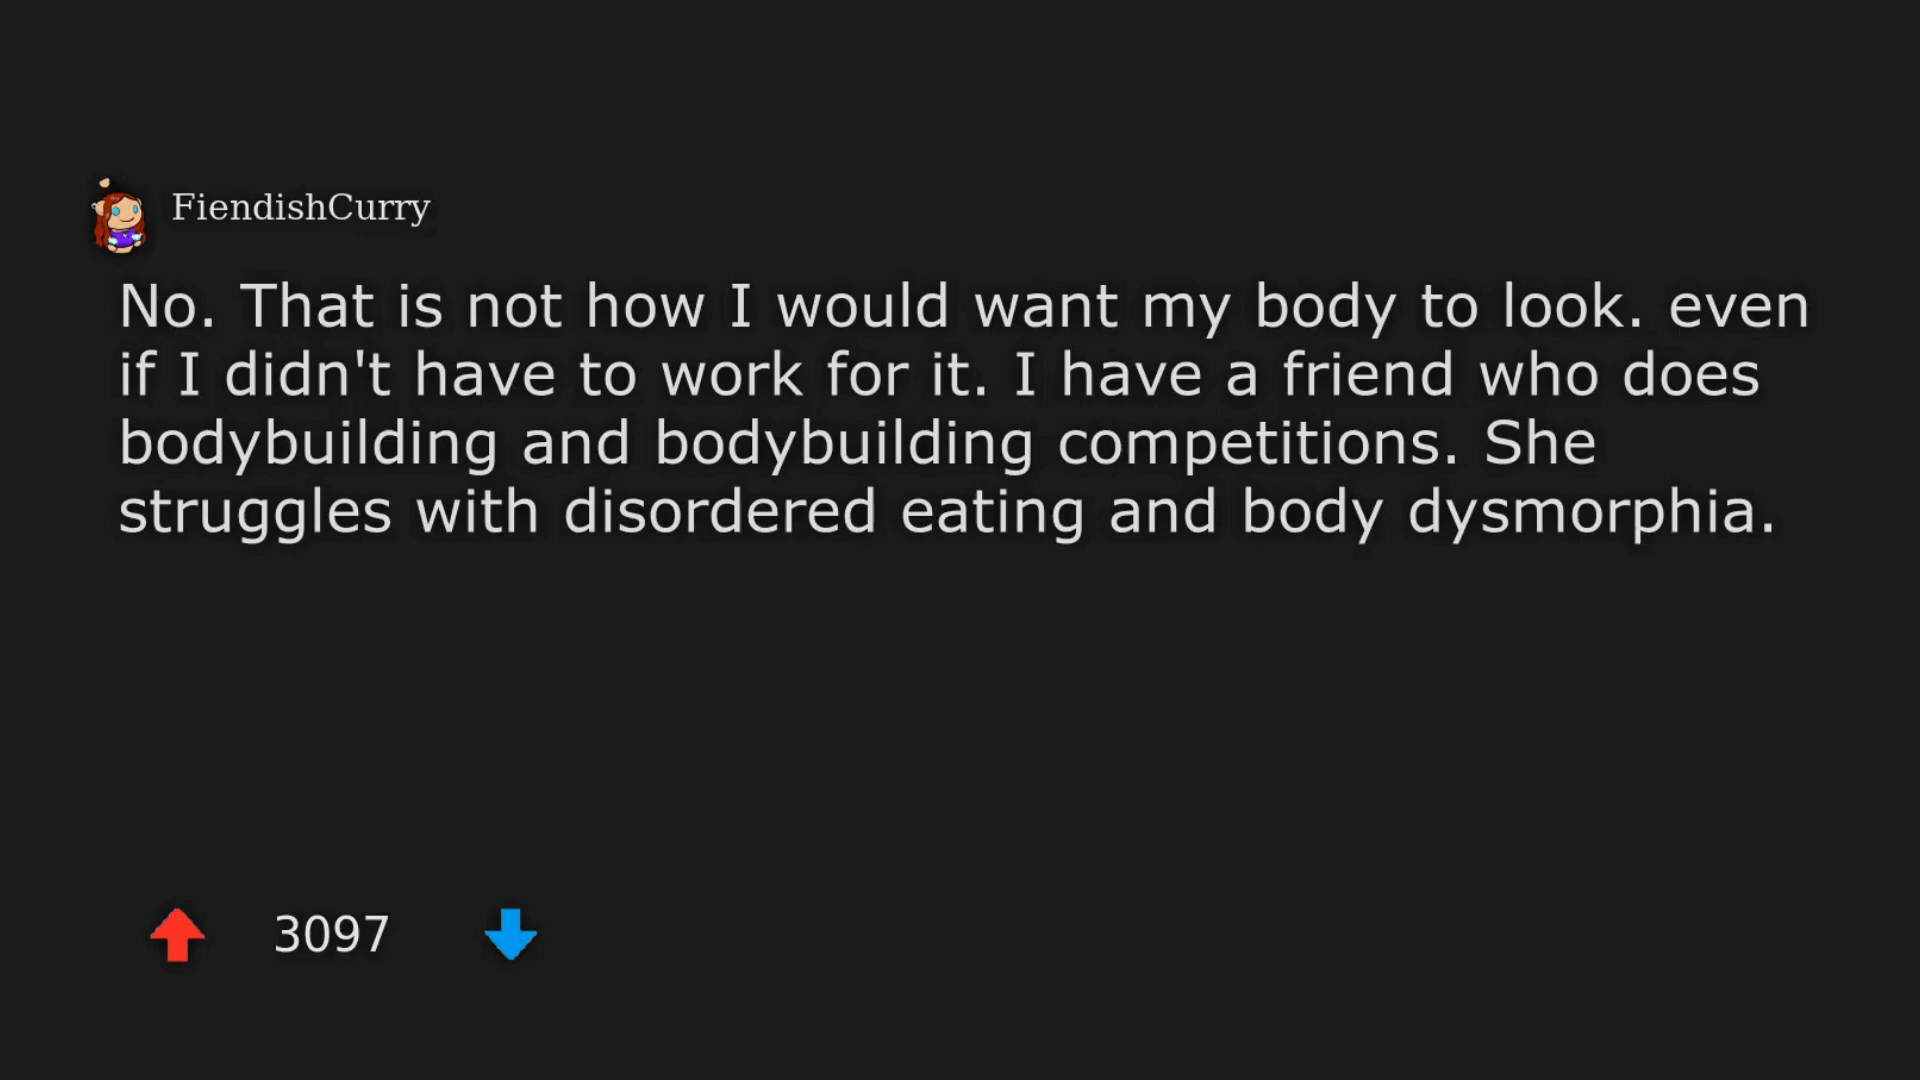 FiendishCurry
No. That is not how I would want my body to look. even
if I didn't have to work for it. I have a friend who does
bodybuilding and bodybuilding competitions. She
struggles with disordered eating and body dysmorphia.
3097